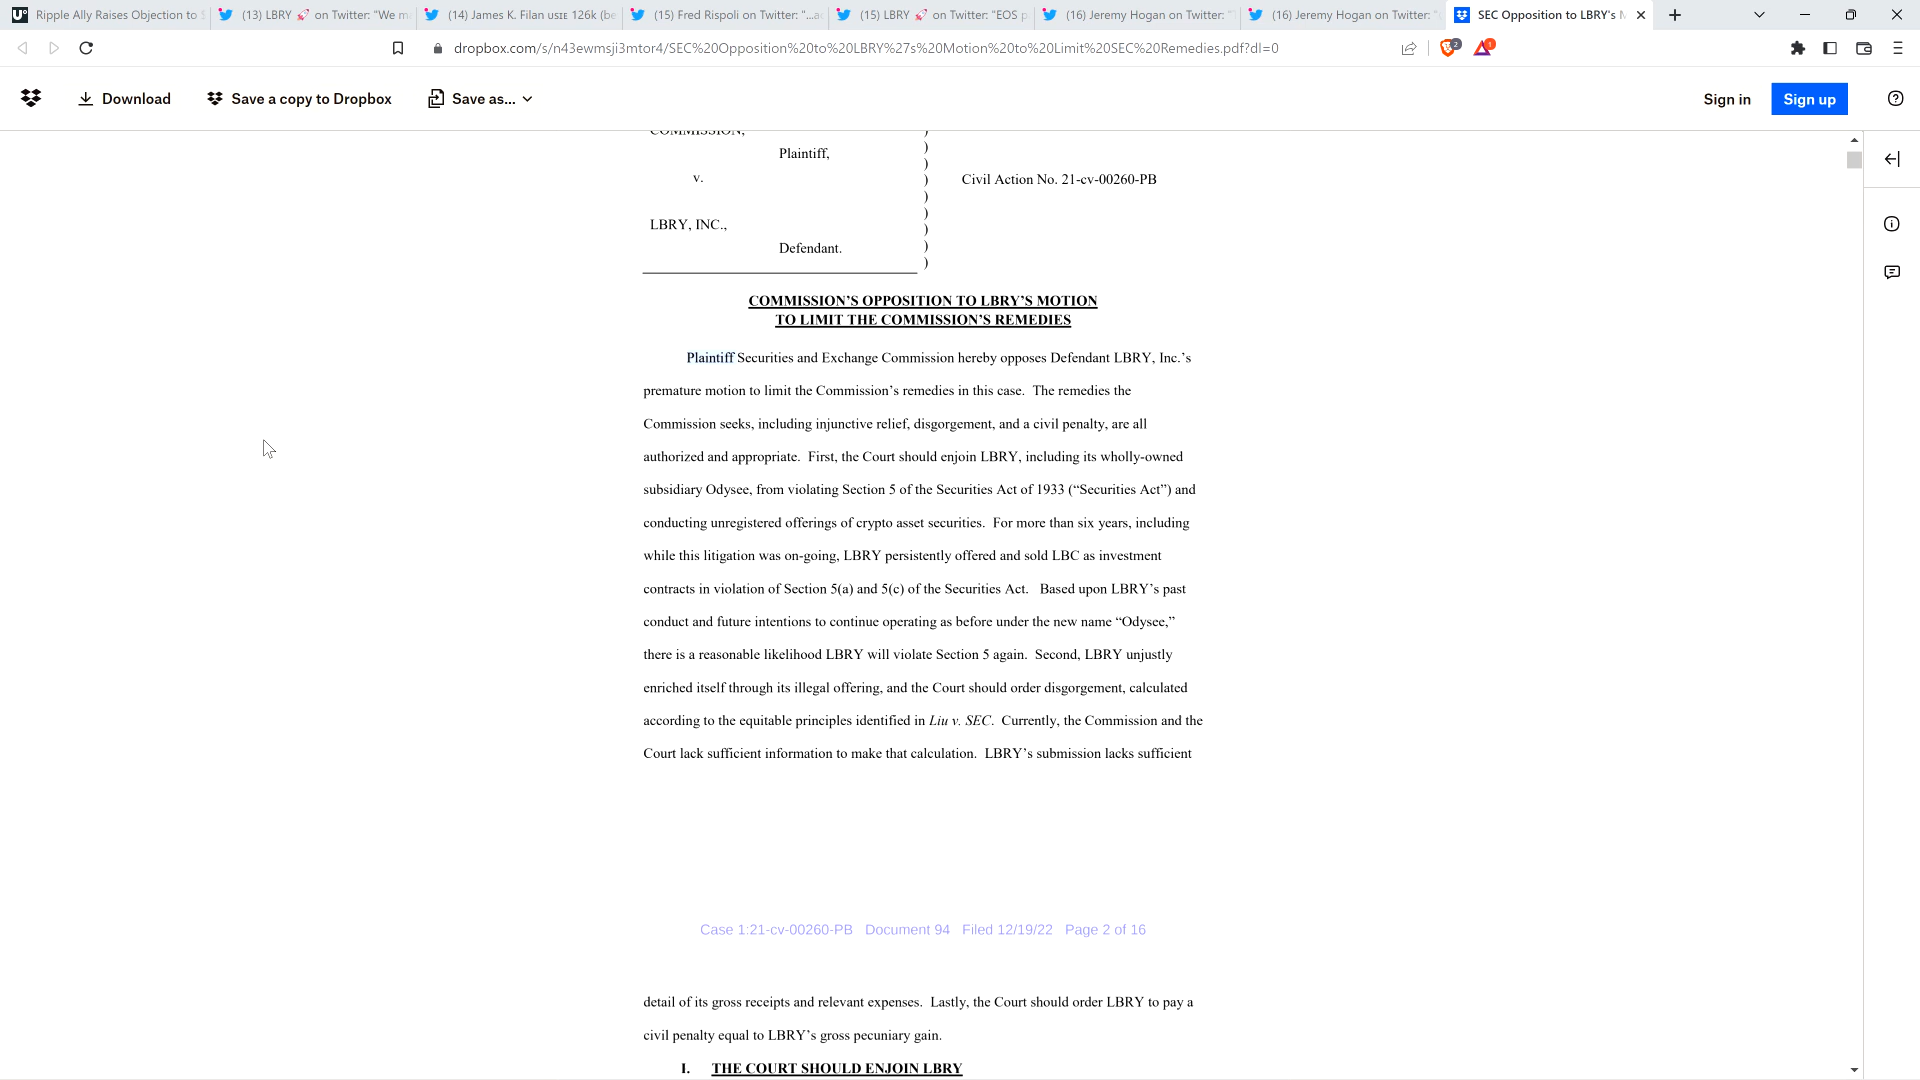 Ripple Ally Raises Objection to S
(13) LBRY 🚀 on Twitter: "We m
(14) James K. Filan 🇺🇸🇮🇪 126k (be
(15) Fred Rispoli on Twitter: "...a
(15) LBRY 🚀 on Twitter: "EOS p
(16) Jeremy Hogan on Twitter: "
(16) Jeremy Hogan on Twitter: "
SEC Opposition to LBRY's M
dropbox.com/s/n43ewmsji3mtor4/SEC%20Opposition%20to%20LBRY%27s%20Motion%20to%20Limit%20SEC%20Remedies.pdf?dl=0
2
1
Download
Save a copy to Dropbox
Save as...
Sign in
Sign up
COMMISSION,
Plaintiff,
v.
Civil Action No. 21-cv-00260-PB
LBRY, INC.,
Defendant.
COMMISSION'S OPPOSITION TO LBRY'S MOTION
TO LIMIT THE COMMISSION'S REMEDIES
Plaintiff Securities and Exchange Commission hereby opposes Defendant LBRY, Inc.'s
premature motion to limit the Commission's remedies in this case. The remedies the
Commission seeks, including injunctive relief, disgorgement, and a civil penalty, are all
authorized and appropriate. First, the Court should enjoin LBRY, including its wholly-owned
subsidiary Odysee, from violating Section 5 of the Securities Act of 1933 ("Securities Act") and
conducting unregistered offerings of crypto asset securities. For more than six years, including
while this litigation was on-going, LBRY persistently offered and sold LBC as investment
contracts in violation of Section 5(a) and 5(c) of the Securities Act. Based upon LBRY's past
conduct and future intentions to continue operating as before under the new name "Odysee,"
there is a reasonable likelihood LBRY will violate Section 5 again. Second, LBRY unjustly
enriched itself through its illegal offering, and the Court should order disgorgement, calculated
according to the equitable principles identified in Liu v. SEC. Currently, the Commission and the
Court lack sufficient information to make that calculation. LBRY's submission lacks sufficient
Case 1:21-cv-00260-PB Document 94 Filed 12/19/22 Page 2 of 16
detail of its gross receipts and relevant expenses. Lastly, the Court should order LBRY to pay a
civil penalty equal to LBRY's gross pecuniary gain.
I. THE COURT SHOULD ENJOIN LBRY